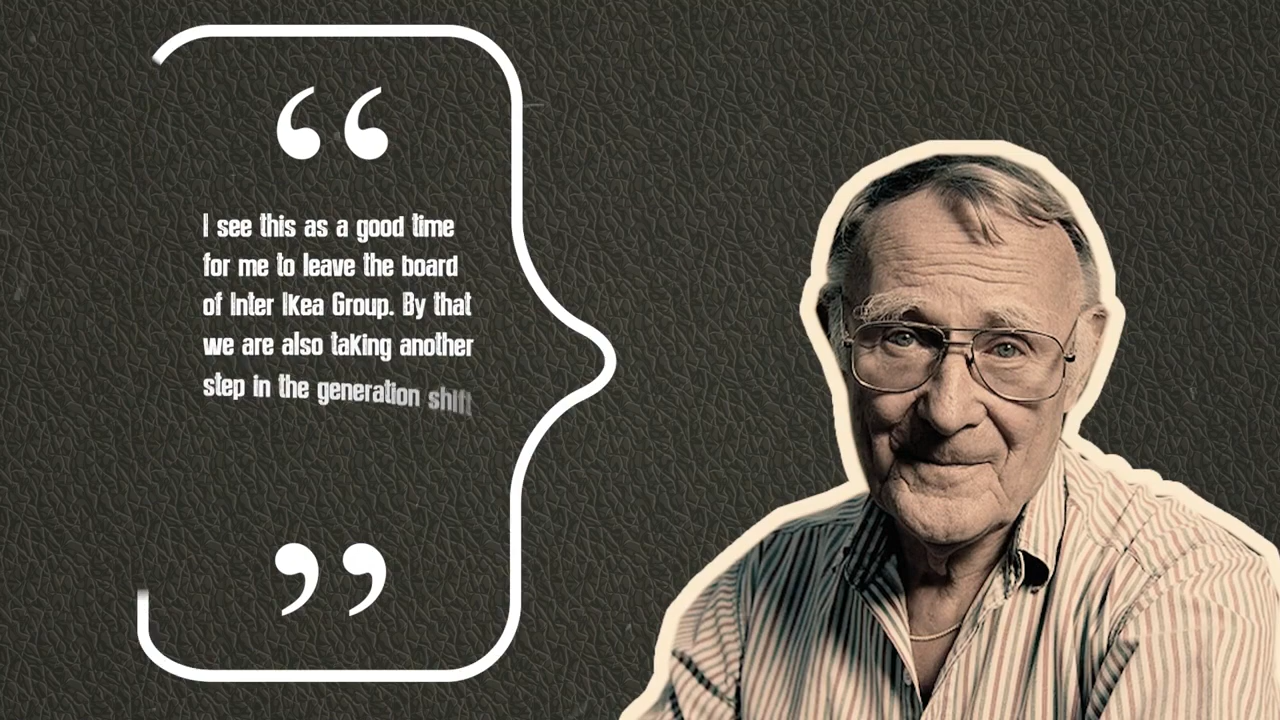 “
I see this as a good time
for me to leave the board
of Inter Ikea Group. By that
we are also taking another
step in the generation shift
”